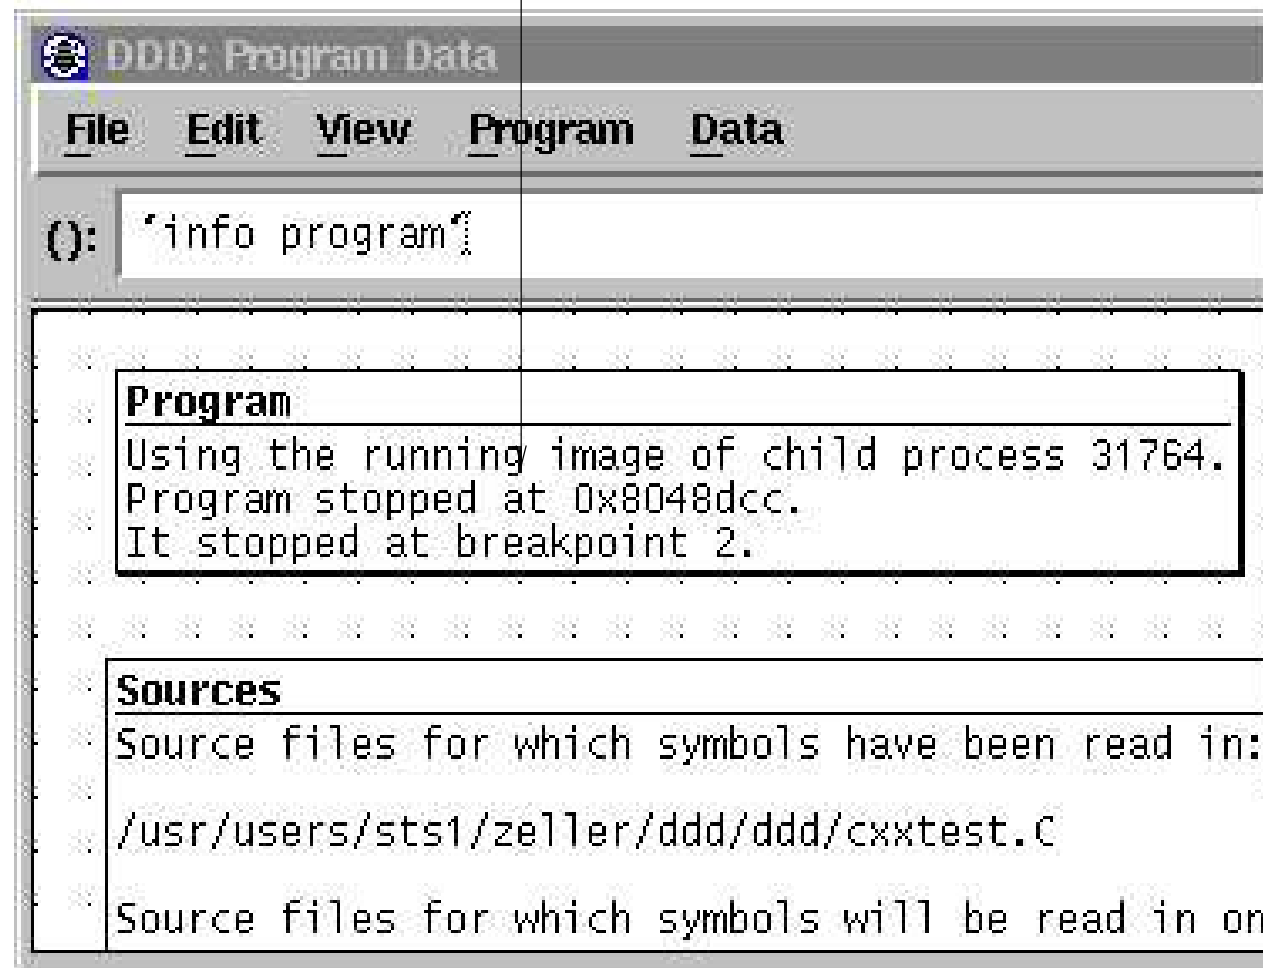 DDD: Program Data
File Edit View Program Data
(): `info program`
Program
Using the running image of child process 31764.
Program stopped at 0x8048dcc.
It stopped at breakpoint 2.
Sources
Source files for which symbols have been read in:
/usr/users/sts1/zeller/ddd/ddd/cxxtest.C
Source files for which symbols will be read in on